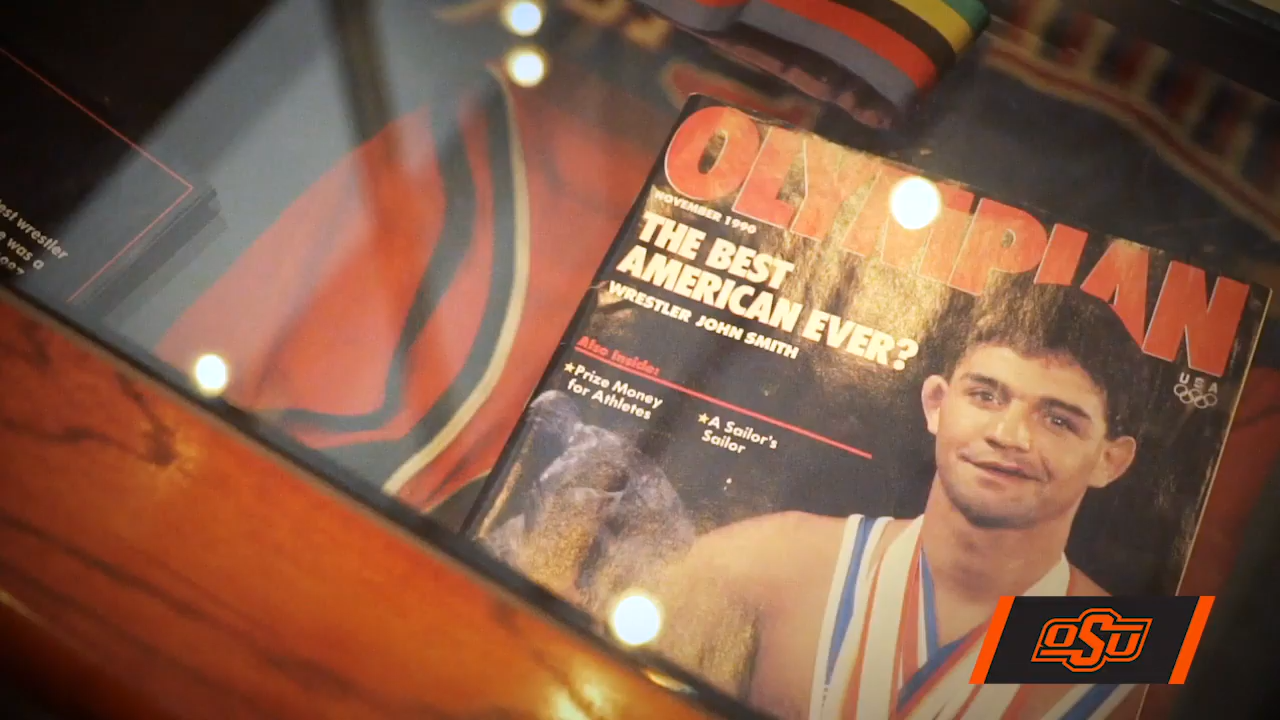 OLYMPIAN
NOVEMBER 1990
THE BEST
AMERICAN EVER?
WRESTLER JOHN SMITH
Also Inside:
★Prize Money
for Athletes
★A Sailor's
Sailor
USA
wrestler
was a
OSU